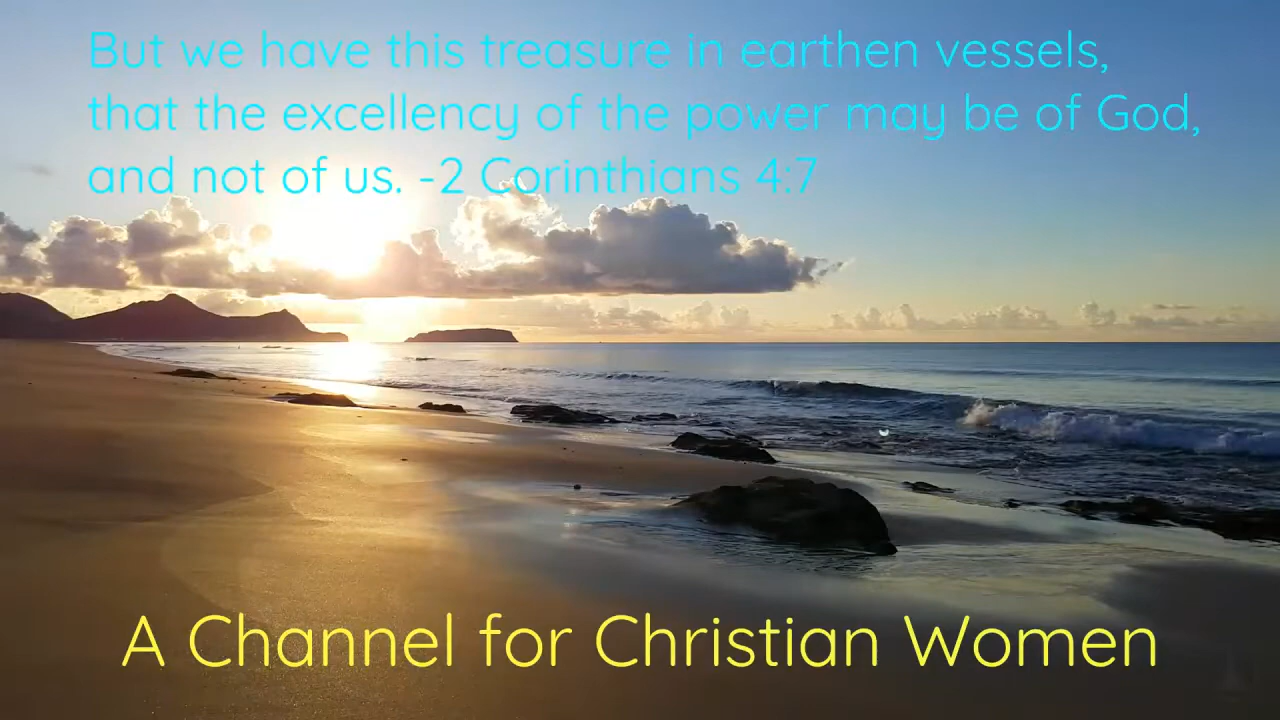 But we have this treasure in earthen vessels,
that the excellency of the power may be of God,
and not of us. -2 Corinthians 4:7
A Channel for Christian Women